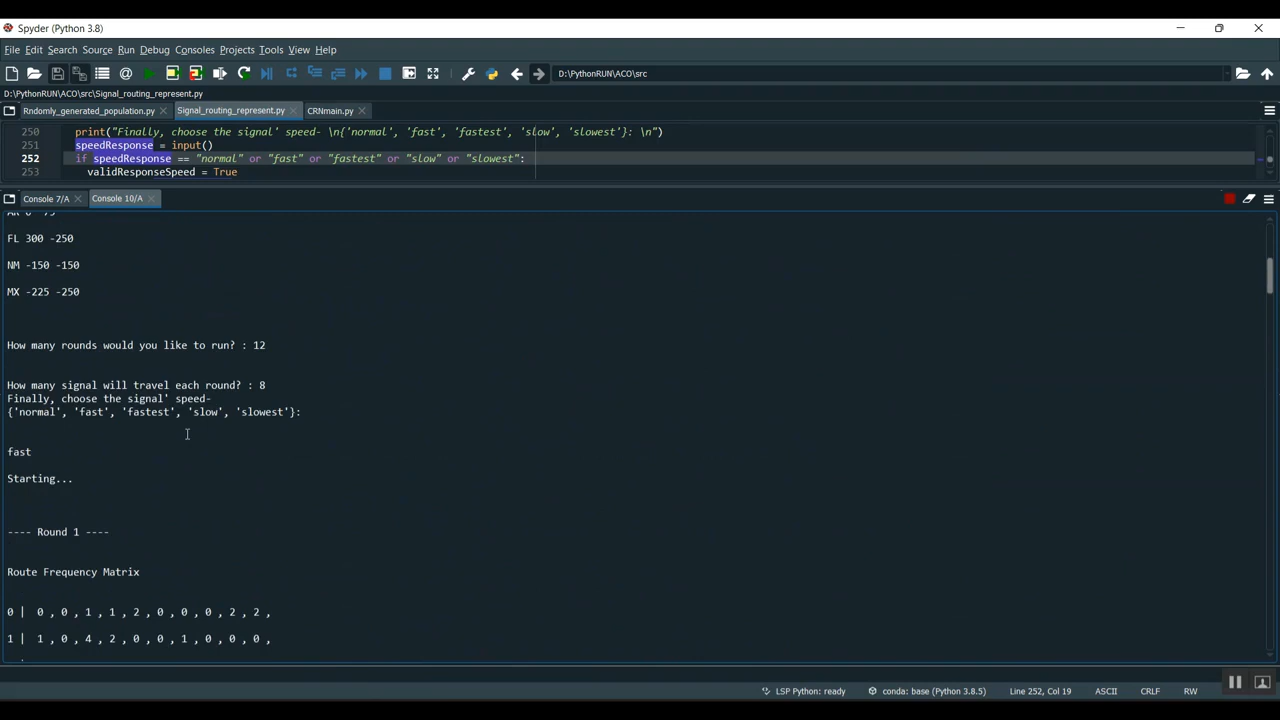 Spyder (Python 3.8)
File Edit Search Source Run Debug Consoles Projects Tools View Help
D:\PythonRUN\ACO\src
D:\PythonRUN\ACO\src\Signal_routing_represent.py
Rndomly_generated_population.py Signal_routing_represent.py CRNmain.py
250 print("Finally, choose the signal' speed- \n{'normal', 'fast', 'fastest', 'slow', 'slowest'}: \n")
251 speedResponse = input()
252 if speedResponse == "normal" or "fast" or "fastest" or "slow" or "slowest":
253 validResponseSpeed = True
Console 7/A Console 10/A
FL 300 -250
NM -150 -150
MX -225 -250
How many rounds would you like to run? : 12
How many signal will travel each round? : 8
Finally, choose the signal' speed-
{'normal', 'fast', 'fastest', 'slow', 'slowest'}:
fast
Starting...
---- Round 1 ----
Route Frequency Matrix
0 | 0 , 0 , 1 , 1 , 2 , 0 , 0 , 0 , 2 , 2 ,
1 | 1 , 0 , 4 , 2 , 0 , 0 , 1 , 0 , 0 , 0 ,
LSP Python: ready conda: base (Python 3.8.5) Line 252, Col 19 ASCII CRLF RW